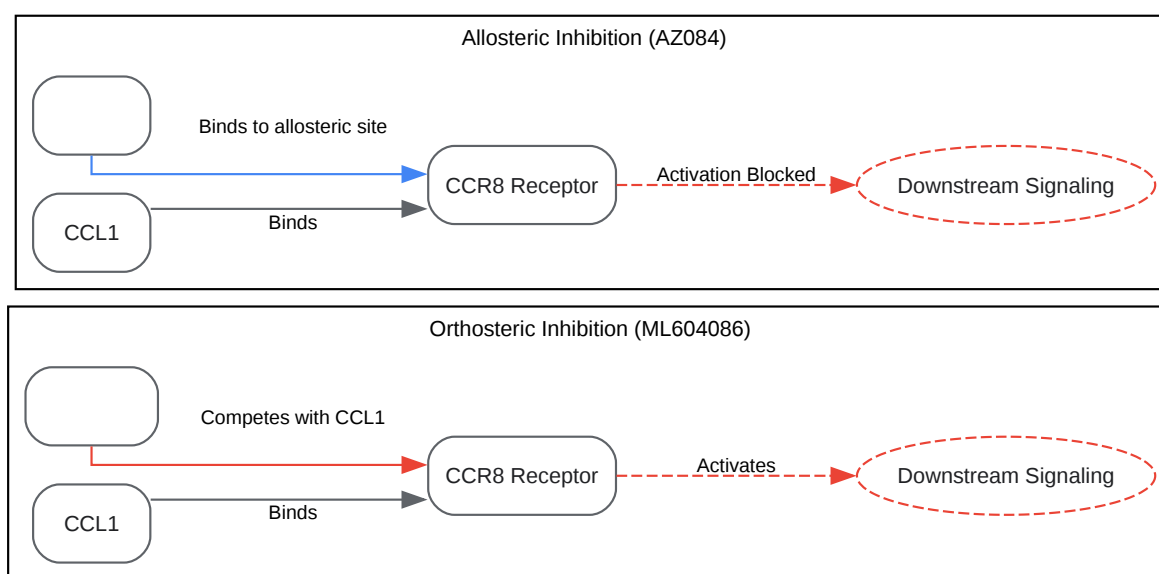 Allosteric Inhibition (AZ084)
Binds to allosteric site
CCR8 Receptor
Activation Blocked
Downstream Signaling
CCL1
Binds
Orthosteric Inhibition (ML604086)
Competes with CCL1
CCR8 Receptor
Activates
Downstream Signaling
CCL1
Binds